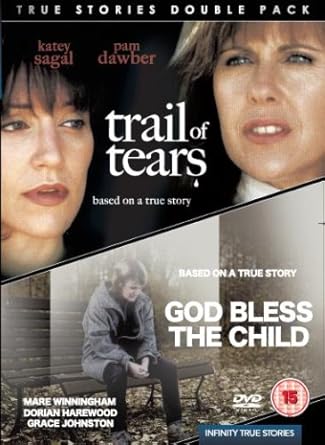 TRUE STORIES DOUBLE PACK
katey sagal
pam dawber
trail of
tears
based on a true story
BASED ON A TRUE STORY
GOD BLESS
THE CHILD
MARE WINNINGHAM
DORIAN HAREWOOD
GRACE JOHNSTON
DVD
VIDEO
15
INFINITY TRUE STORIES